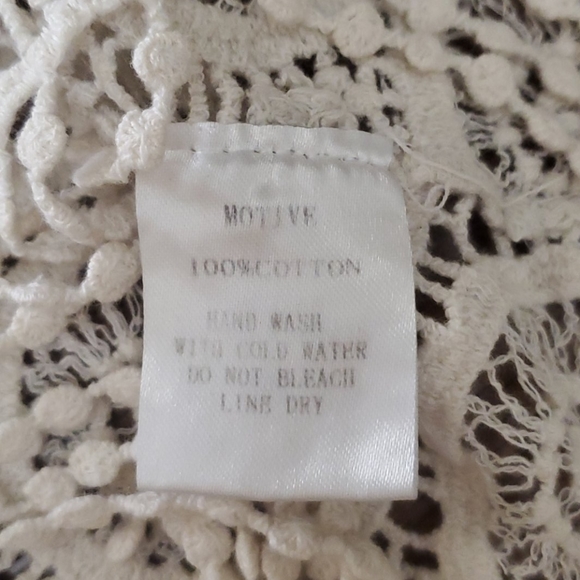 MOTIVE
100%COTTON
HAND WASH
WITH COLD WATER
DO NOT BLEACH
LINE DRY